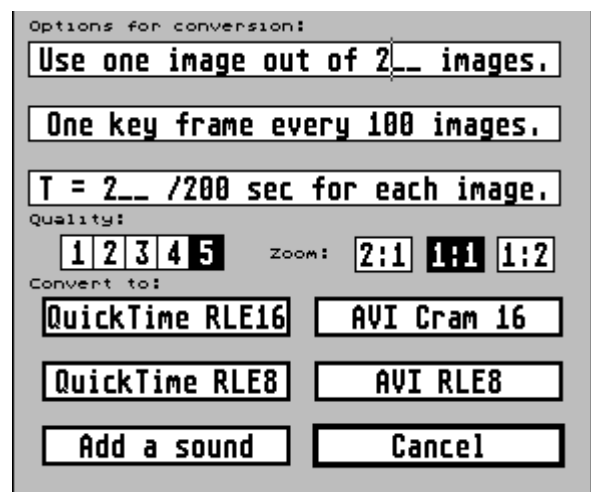 Options for conversion:
Use one image out of 2__ images.
One key frame every 100 images.
T = 2__ /200 sec for each image.
Quality:
1 2 3 4 5 Zoom: 2:1 1:1 1:2
Convert to:
QuickTime RLE16 AVI Cram 16
QuickTime RLE8 AVI RLE8
Add a sound Cancel